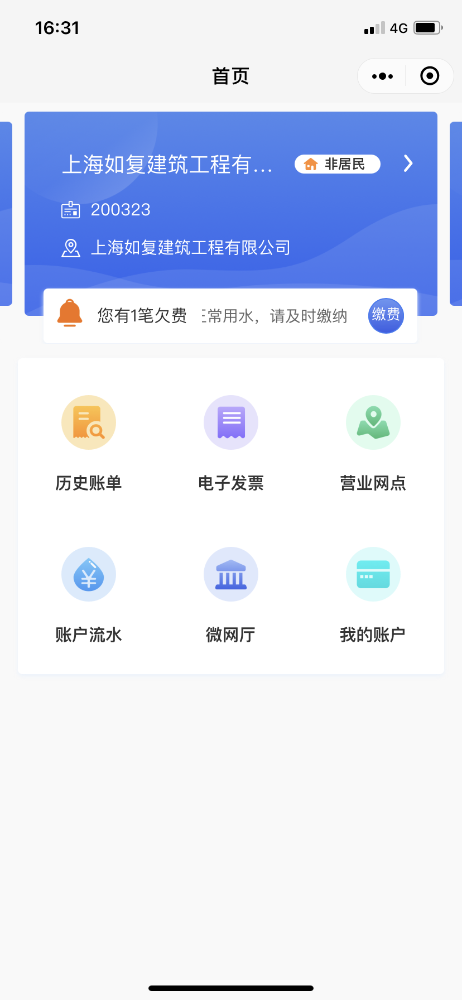 16:31
4G
首页
上海如复建筑工程有...
非居民
200323
上海如复建筑工程有限公司
您有1笔欠费
常用水，请及时缴纳
缴费
历史账单
电子发票
营业网点
账户流水
微网厅
我的账户